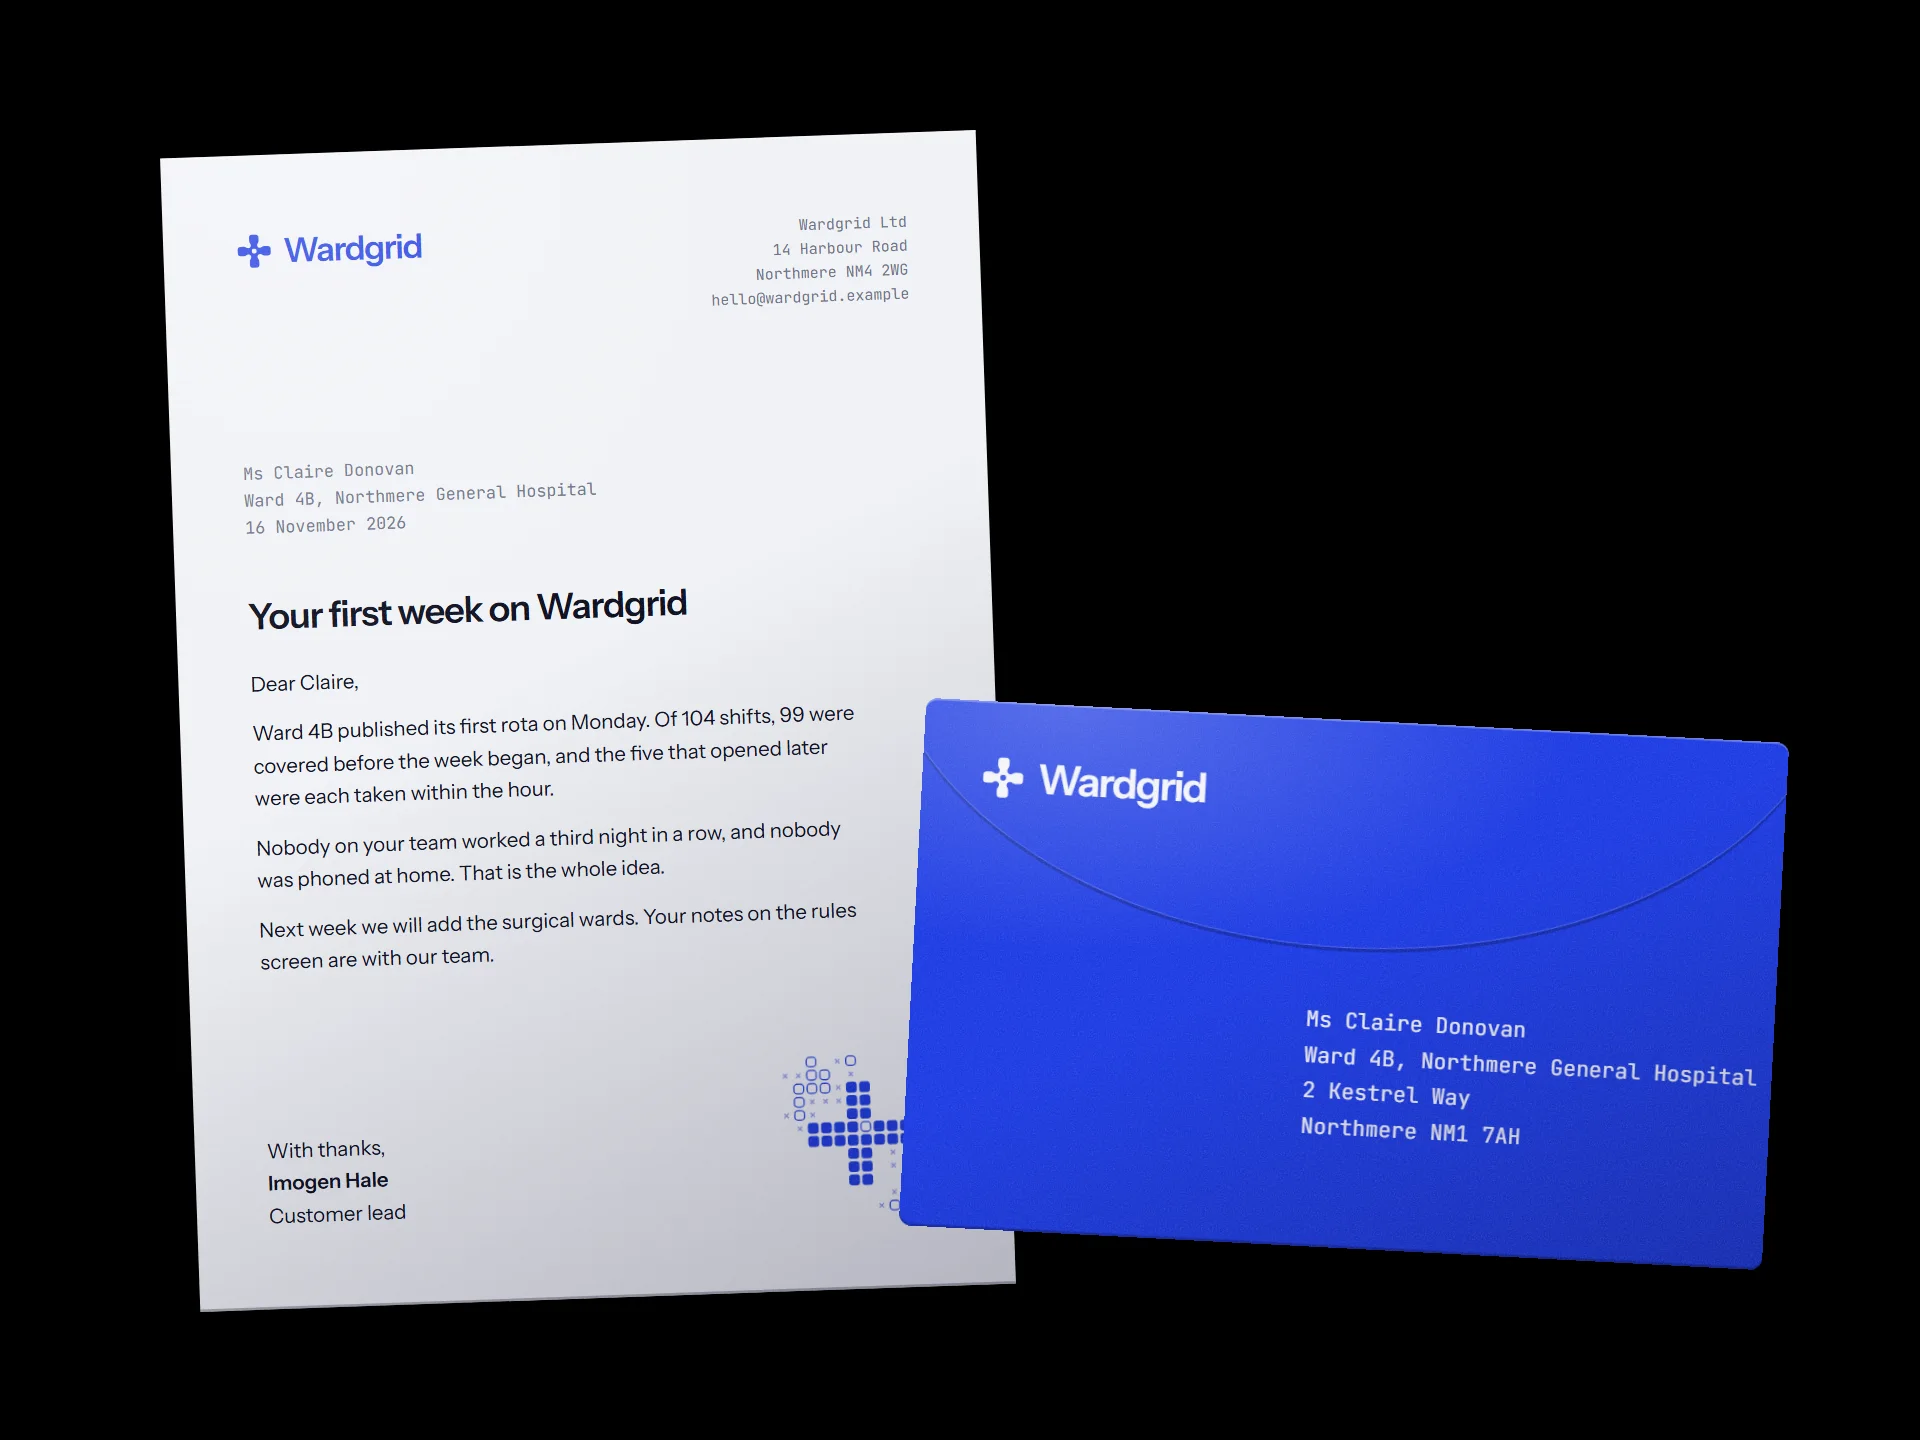 Wardgrid
Wardgrid Ltd
14 Harbour Road
Northmere NM4 2WG
hello@wardgrid.example
Ms Claire Donovan
Ward 4B, Northmere General Hospital
16 November 2026
Your first week on Wardgrid
Dear Claire,
Ward 4B published its first rota on Monday. Of 104 shifts, 99 were
covered before the week began, and the five that opened later
were each taken within the hour.
Nobody on your team worked a third night in a row, and nobody
was phoned at home. That is the whole idea.
Next week we will add the surgical wards. Your notes on the rules
screen are with our team.
With thanks,
Imogen Hale
Customer lead
Wardgrid
Ms Claire Donovan
Ward 4B, Northmere General Hospital
2 Kestrel Way
Northmere NM1 7AH